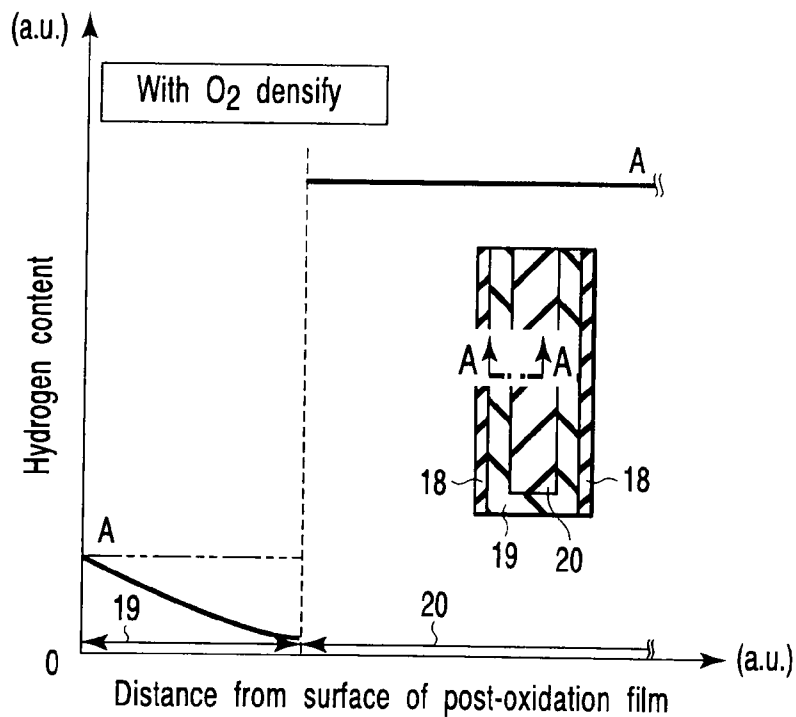 (a.u.)
With O2 densify
A
Hydrogen content
A A
18 18
19 20
A
19 20
0
(a.u.)
Distance from surface of post-oxidation film